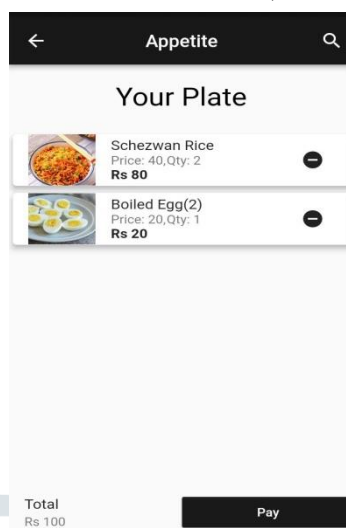 Appetite
Your Plate
Schezwan Rice
Price: 40,Qty: 2
Rs 80
Boiled Egg(2)
Price: 20,Qty: 1
Rs 20
Total
Rs 100
Pay